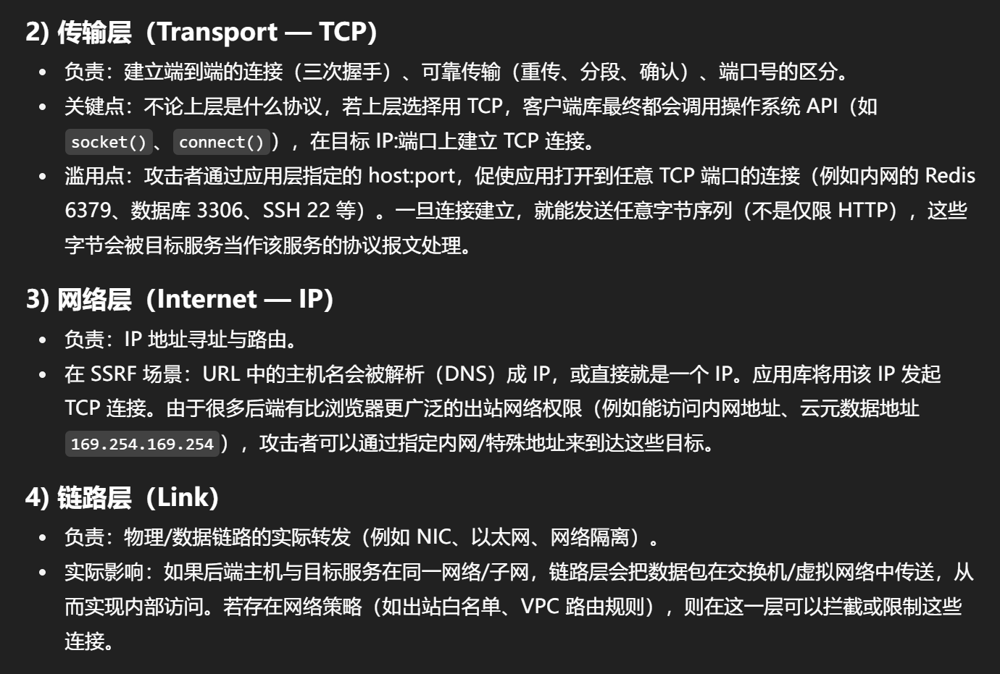 2) 传输层（Transport — TCP）
• 负责：建立端到端的连接（三次握手）、可靠传输（重传、分段、确认）、端口号的区分。
• 关键点：不论上层是什么协议，若上层选择用 TCP，客户端库最终都会调用操作系统 API（如
socket()、connect()），在目标 IP:端口上建立 TCP 连接。
• 滥用点：攻击者通过应用层指定的 host:port，促使应用打开到任意 TCP 端口的连接（例如内网的 Redis
6379、数据库 3306、SSH 22 等）。一旦连接建立，就能发送任意字节序列（不是仅限 HTTP），这些
字节会被目标服务当作该服务的协议报文处理。
3) 网络层（Internet — IP）
• 负责：IP 地址寻址与路由。
• 在 SSRF 场景：URL 中的主机名会被解析（DNS）成 IP，或直接就是一个 IP。应用库将用该 IP 发起
TCP 连接。由于很多后端有比浏览器更广泛的出站网络权限（例如能访问内网地址、云元数据地址
169.254.169.254），攻击者可以通过指定内网/特殊地址来到达这些目标。
4) 链路层（Link）
• 负责：物理/数据链路的实际转发（例如 NIC、以太网、网络隔离）。
• 实际影响：如果后端主机与目标服务在同一网络/子网，链路层会把数据包在交换机/虚拟网络中传送，从
而实现内部访问。若存在网络策略（如出站白名单、VPC 路由规则），则在这一层可以拦截或限制这些
连接。